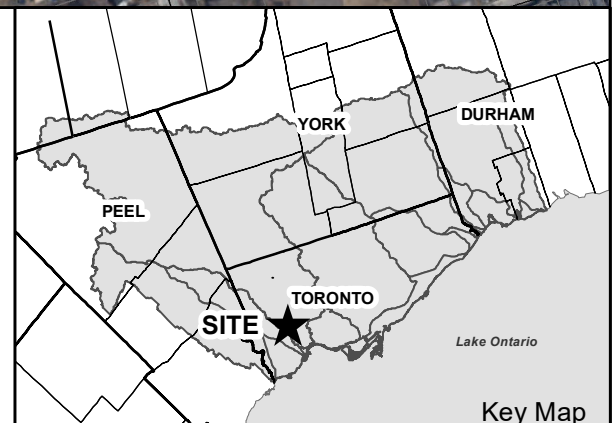 YORK
DURHAM
PEEL
TORONTO
SITE
Lake Ontario
Key Map